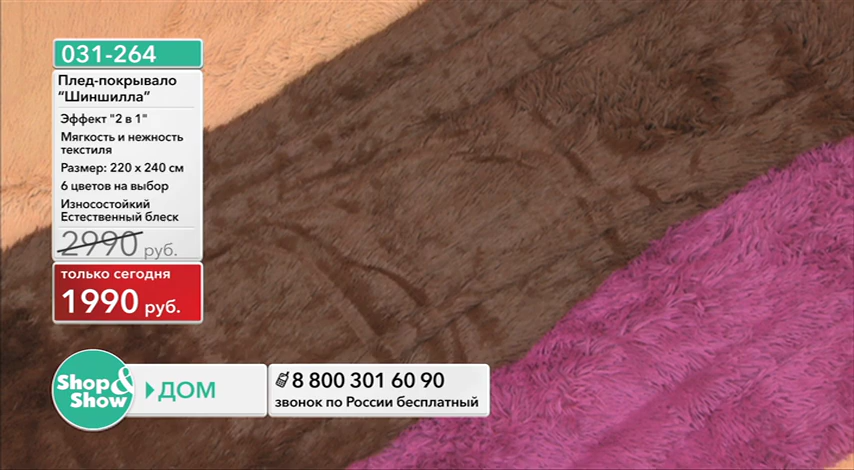 031-264
Плед-покрывало
“Шиншилла”
Эффект "2 в 1"
Мягкость и нежность
текстиля
Размер: 220 х 240 см
6 цветов на выбор
Износостойкий
Естественный блеск
2990 руб.
только сегодня
1990 руб.
Shop&
Show
ДОМ
8 800 301 60 90
звонок по России бесплатный